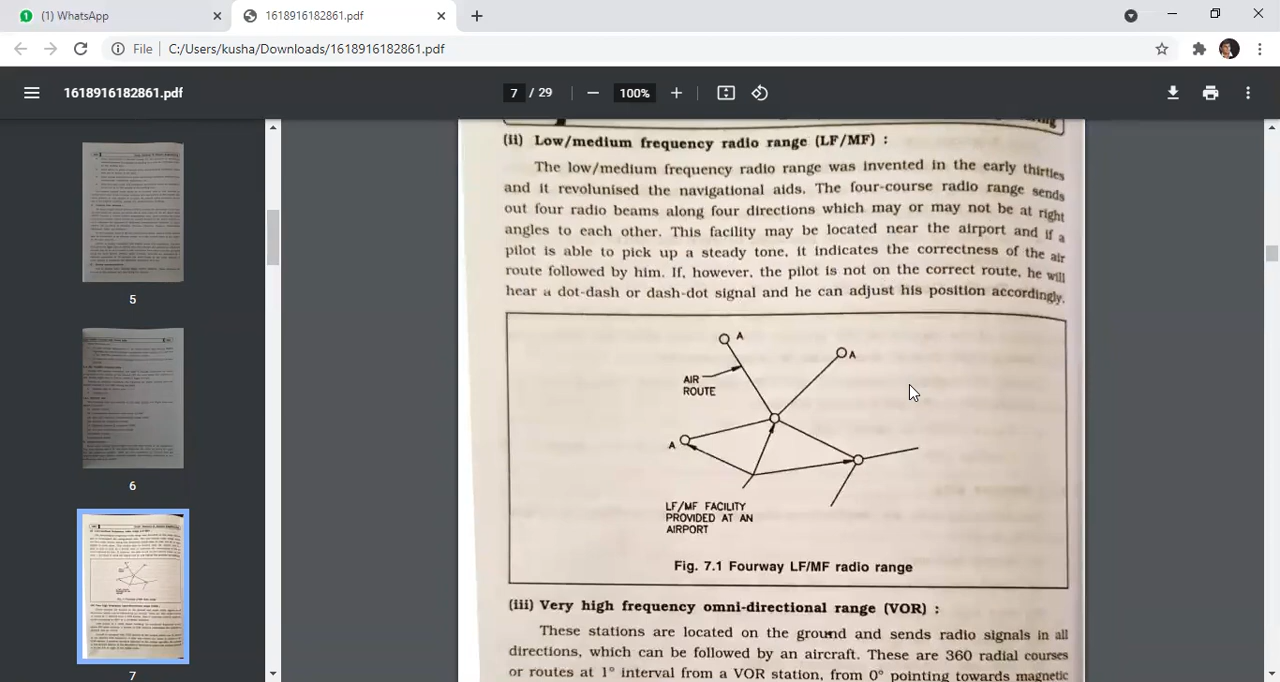 (1) WhatsApp
1618916182861.pdf
File
C:/Users/kusha/Downloads/1618916182861.pdf
1618916182861.pdf
7 / 29
100%
5
6
7
(ii) Low/medium frequency radio range (LF/MF) :
The low/medium frequency radio range was invented in the early thirties
and it revolunised the navigational aids. The four-course radio range sends
out four radio beams along four directions which may or may not be at right
angles to each other. This facility may be located near the airport and if a
pilot is able to pick up a steady tone, it indicates the correctness of the air
route followed by him. If, however, the pilot is not on the correct route, he will
hear a dot-dash or dash-dot signal and he can adjust his position accordingly.
A
A
AIR
ROUTE
A
LF/MF FACILITY
PROVIDED AT AN
AIRPORT
Fig. 7.1 Fourway LF/MF radio range
(iii) Very high frequency omni-directional range (VOR) :
These stations are located on the ground and sends radio signals in all
directions, which can be followed by an aircraft. These are 360 radial courses
or routes at 1° interval from a VOR station, from 0° pointing towards magnetic